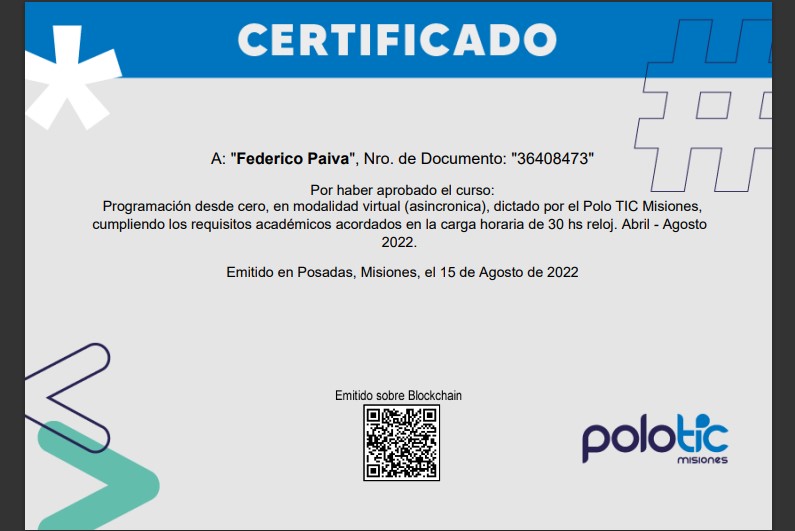 CERTIFICADO
A: "Federico Paiva", Nro. de Documento: "36408473"
Por haber aprobado el curso:
Programación desde cero, en modalidad virtual (asincronica), dictado por el Polo TIC Misiones,
cumpliendo los requisitos académicos acordados en la carga horaria de 30 hs reloj. Abril - Agosto
2022.
Emitido en Posadas, Misiones, el 15 de Agosto de 2022
Emitido sobre Blockchain
polotic
misiones